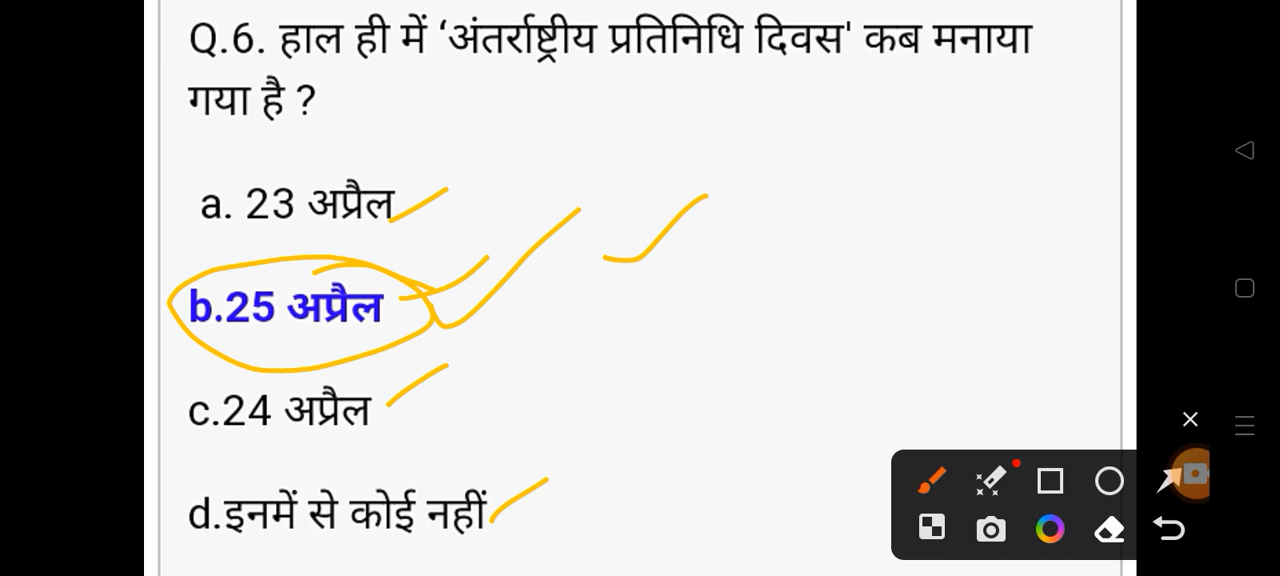 Q.6. हाल ही में ‘अंतर्राष्ट्रीय प्रतिनिधि दिवस' कब मनाया
गया है ?
a. 23 अप्रैल
b.25 अप्रैल
c.24 अप्रैल
d.इनमें से कोई नहीं